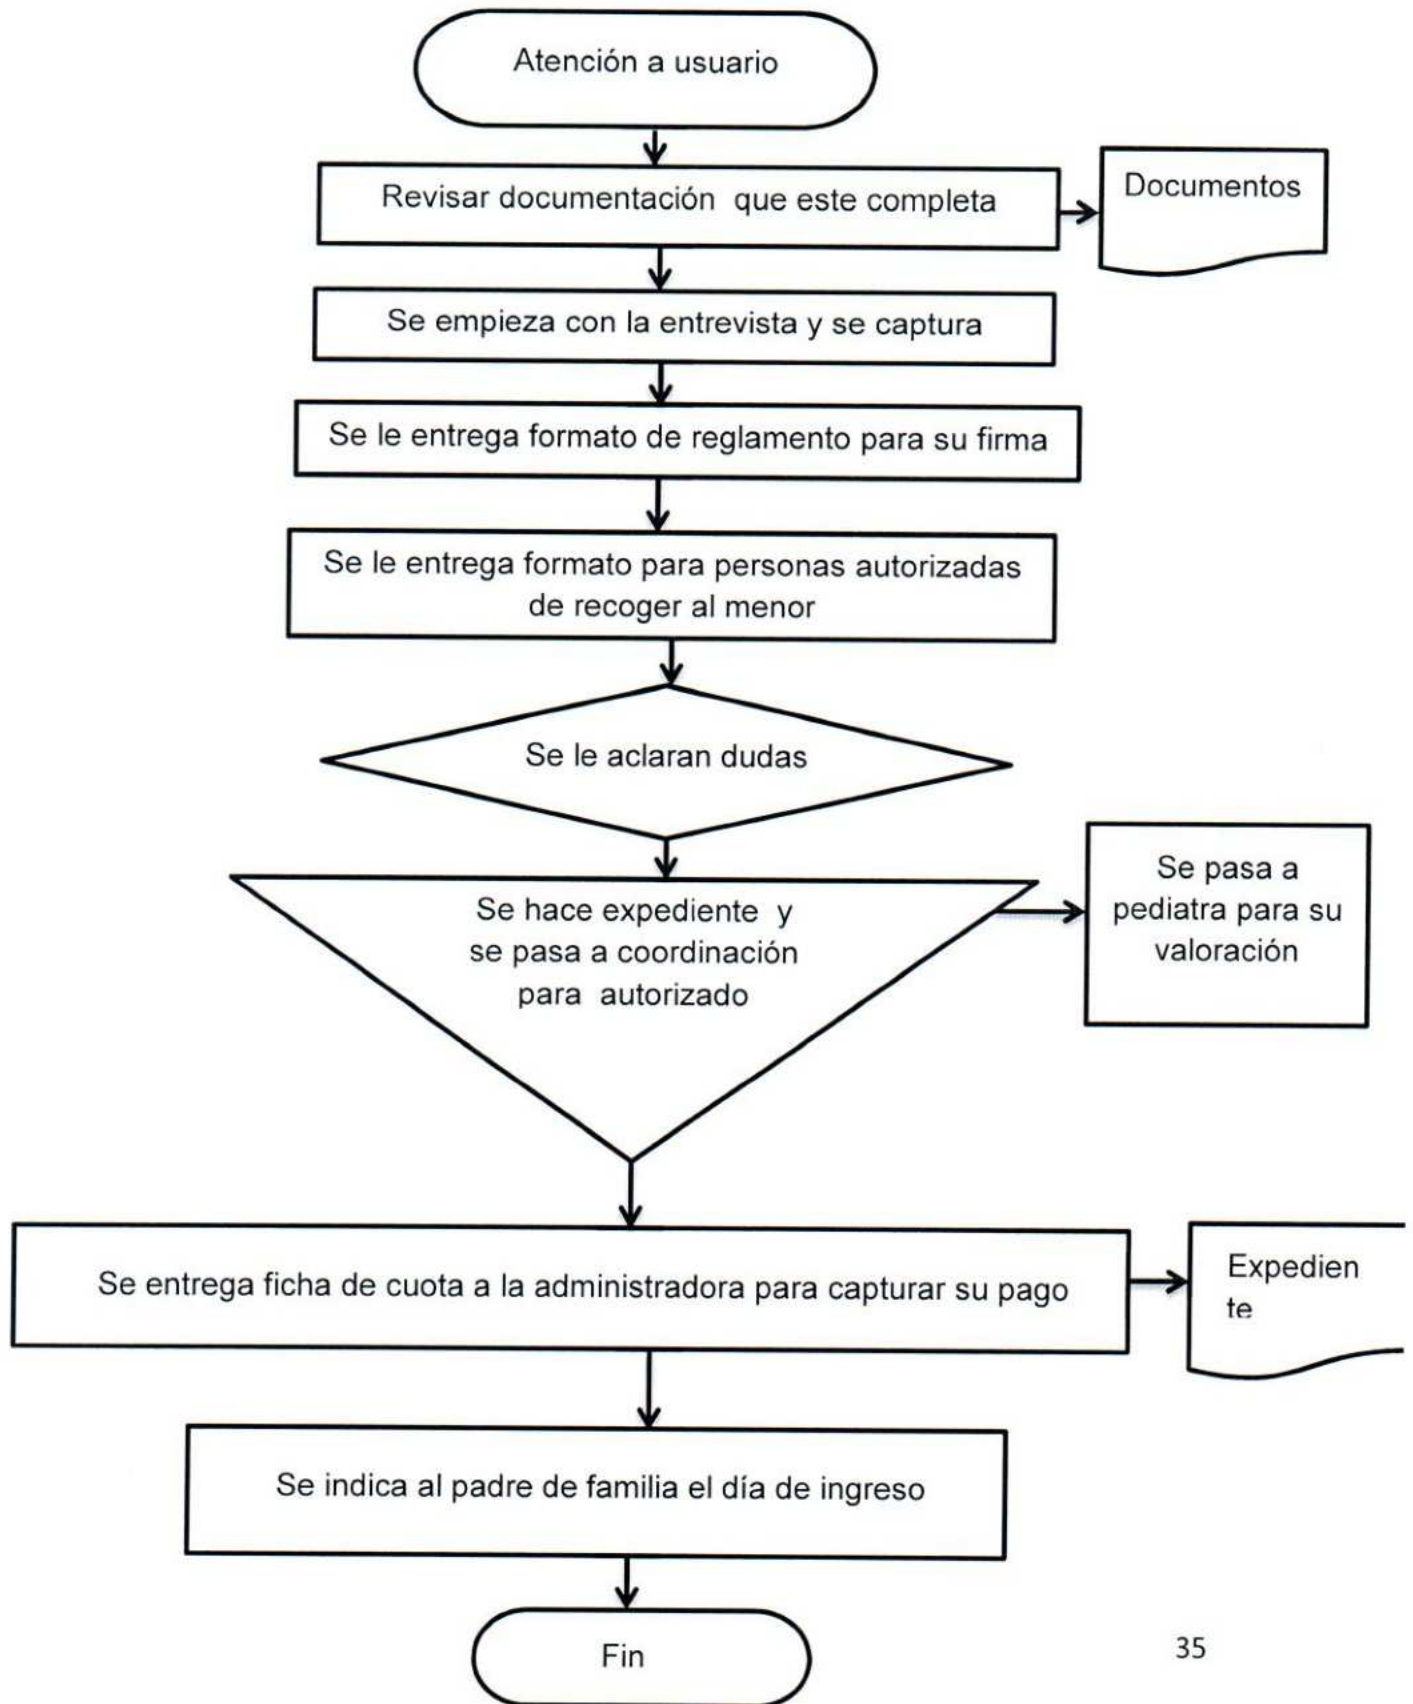 Atención a usuario
Revisar documentación que este completa
Documentos
Se empieza con la entrevista y se captura
Se le entrega formato de reglamento para su firma
Se le entrega formato para personas autorizadas
de recoger al menor
Se le aclaran dudas
Se hace expediente y
se pasa a coordinación
para autorizado
Se pasa a
pediatra para su
valoración
Se entrega ficha de cuota a la administradora para capturar su pago
Expedien
te
Se indica al padre de familia el día de ingreso
Fin
35